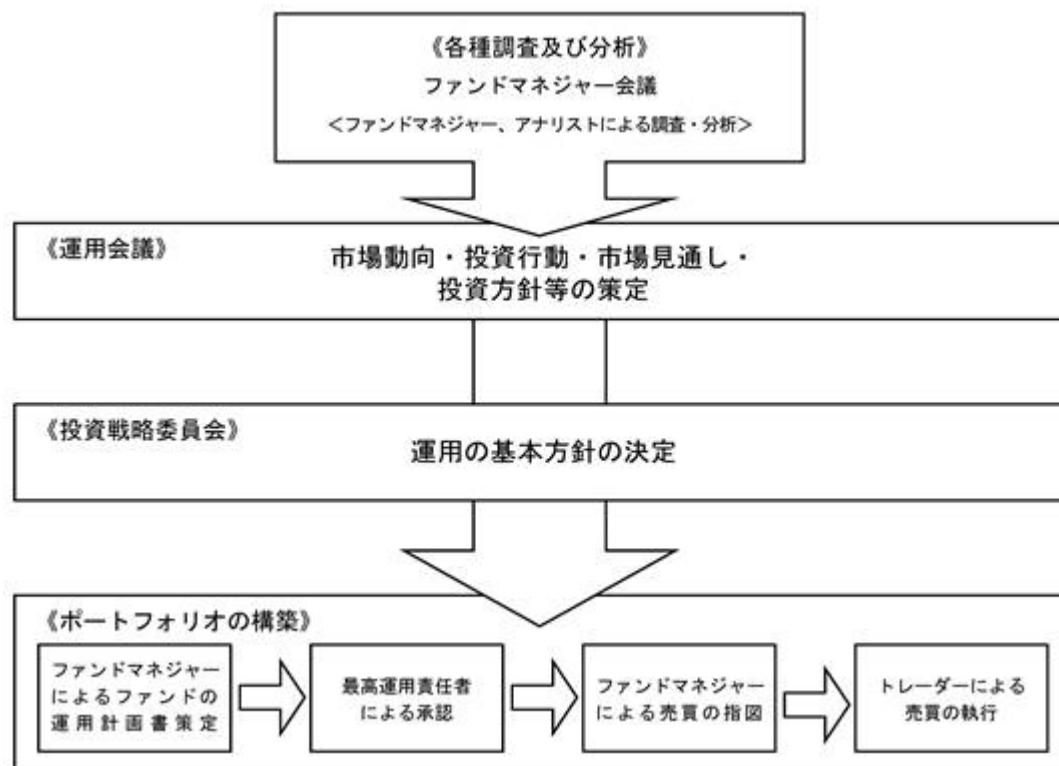 《各種調査及び分析》
ファンドマネジャー会議
<ファンドマネジャー、アナリストによる調査・分析>
《運用会議》
市場動向・投資行動・市場見通し・
投資方針等の策定
《投資戦略委員会》
運用の基本方針の決定
《ポートフォリオの構築》
ファンドマネジャー
によるファンドの
運用計画書策定
最高運用責任者
による承認
ファンドマネジャー
による売買の指図
トレーダーによる
売買の執行